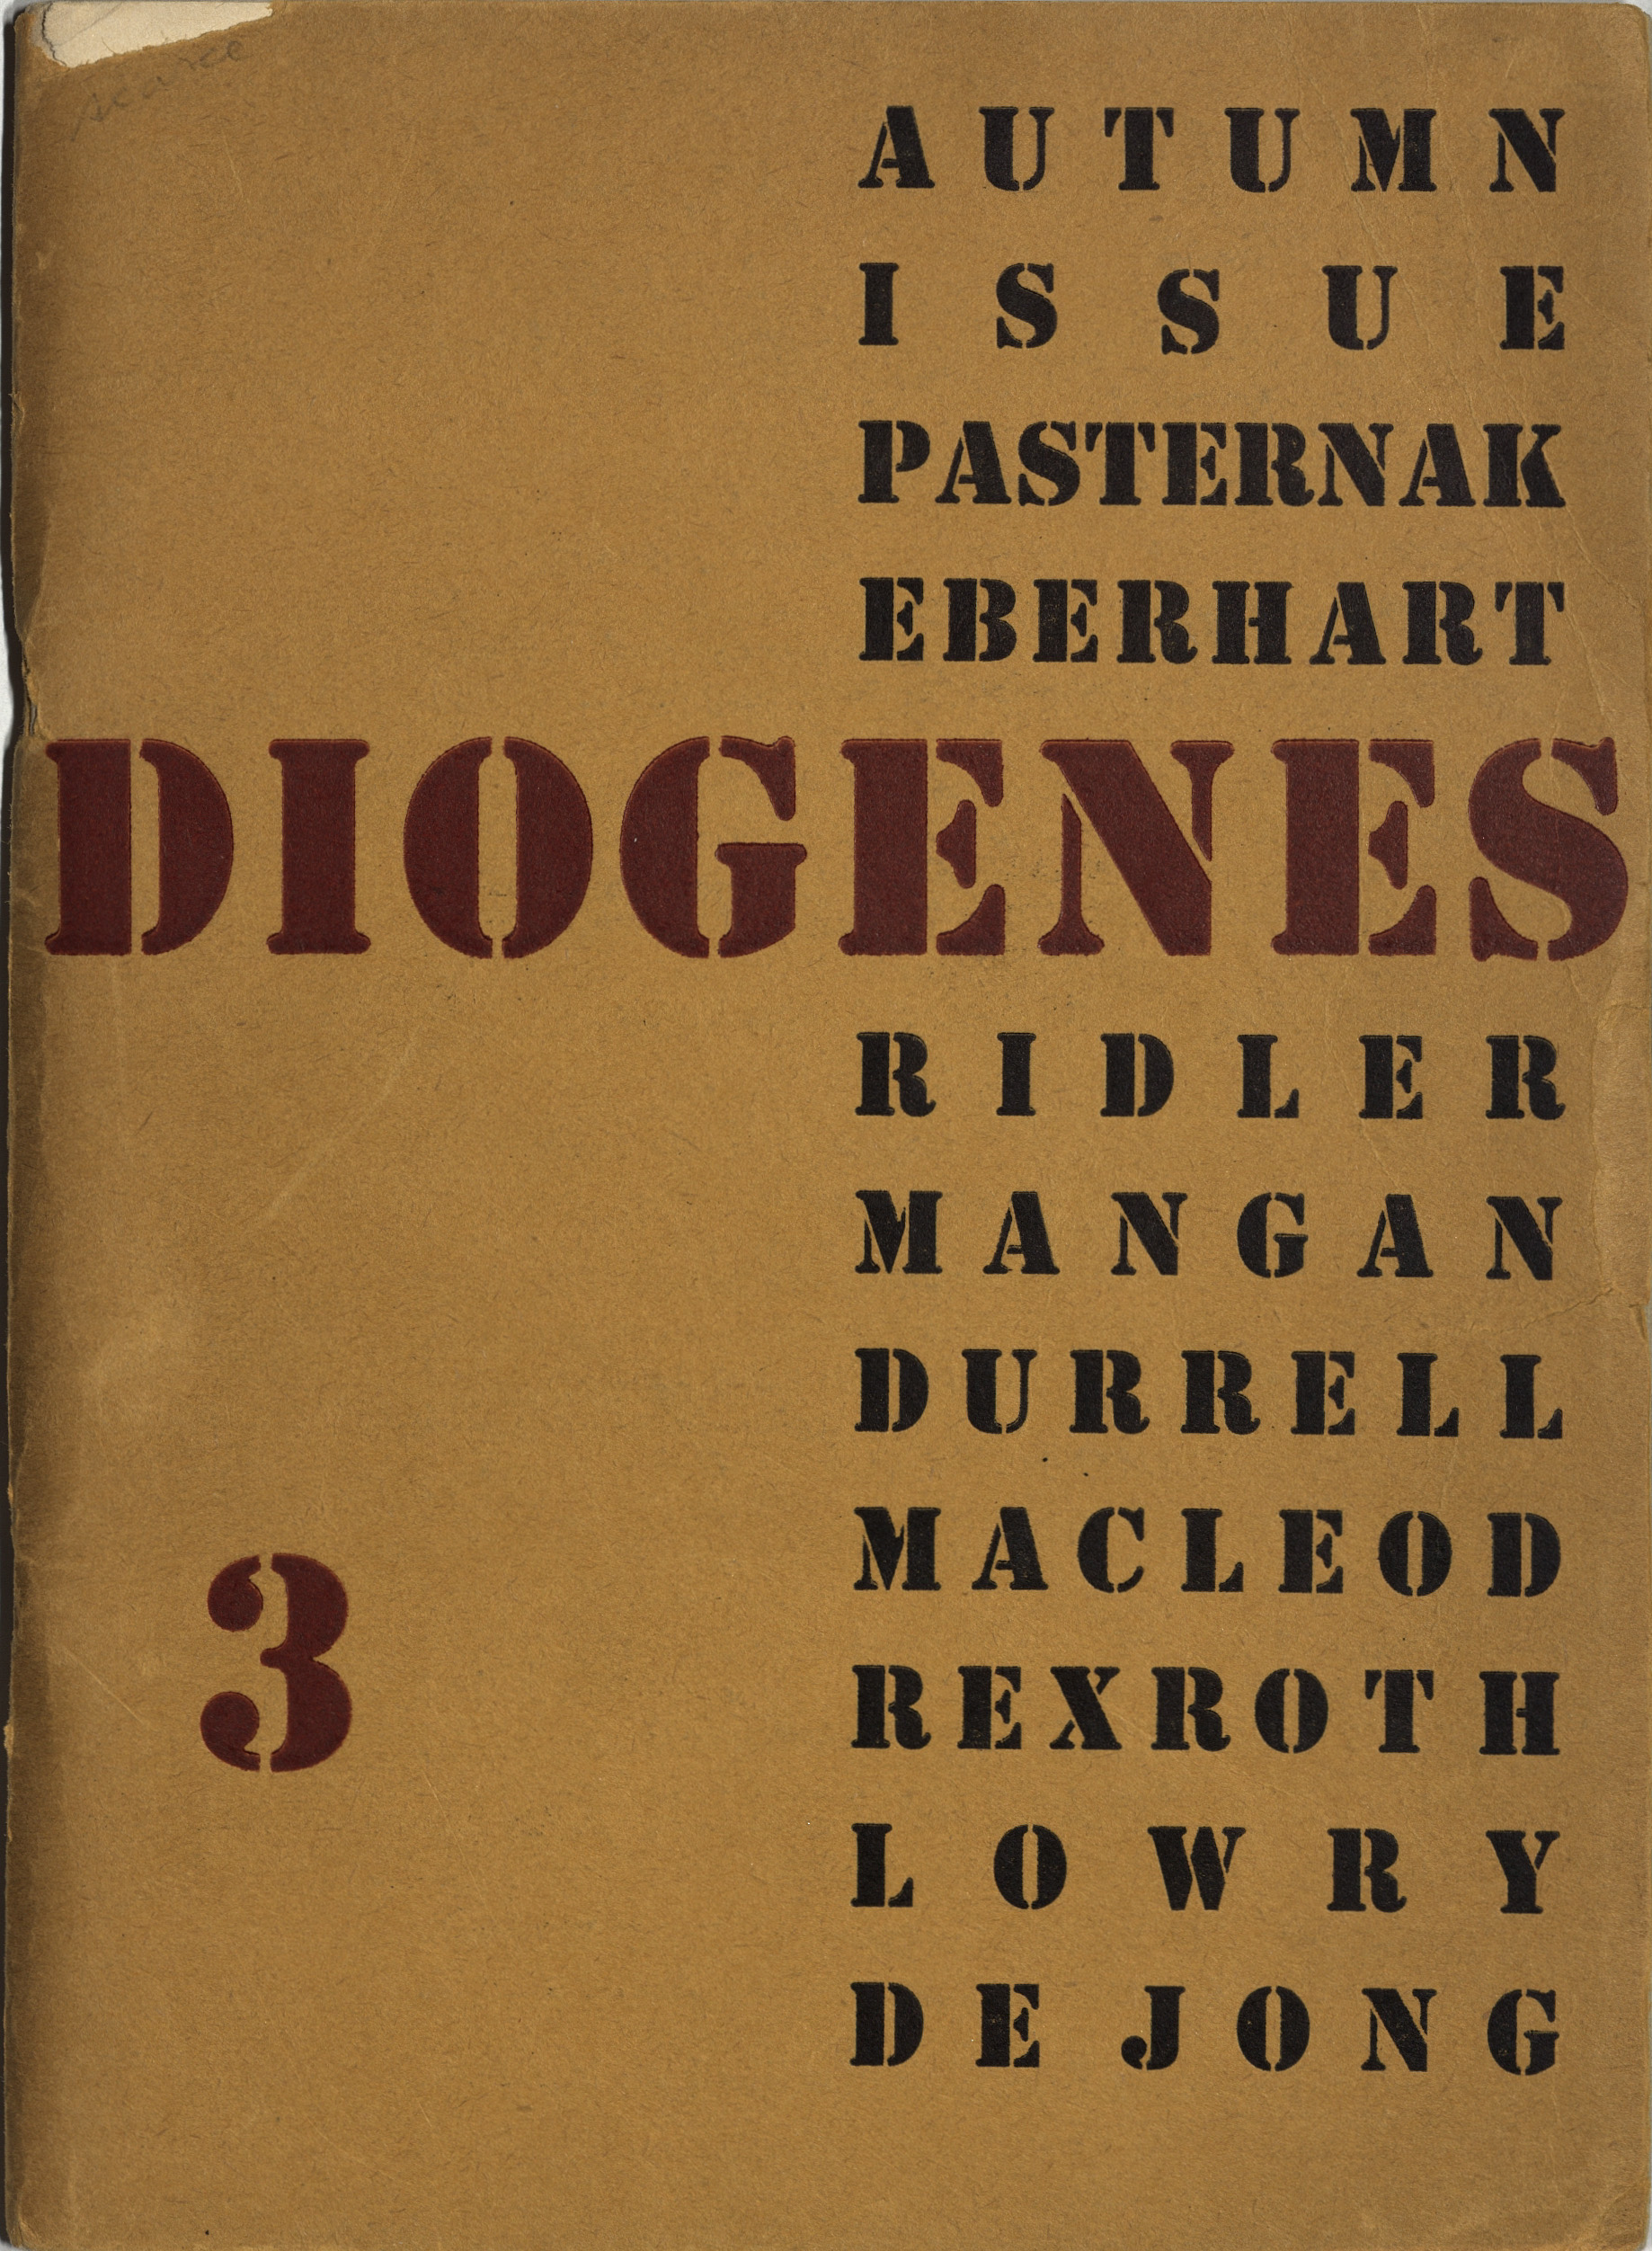 AUTUMN
ISSUE
PASTERNAK
EBERHART
DIOGENES
RIDLER
MANGAN
DURRELL
MACLEOD
REXROTH
3
LOWRY
DE JONG